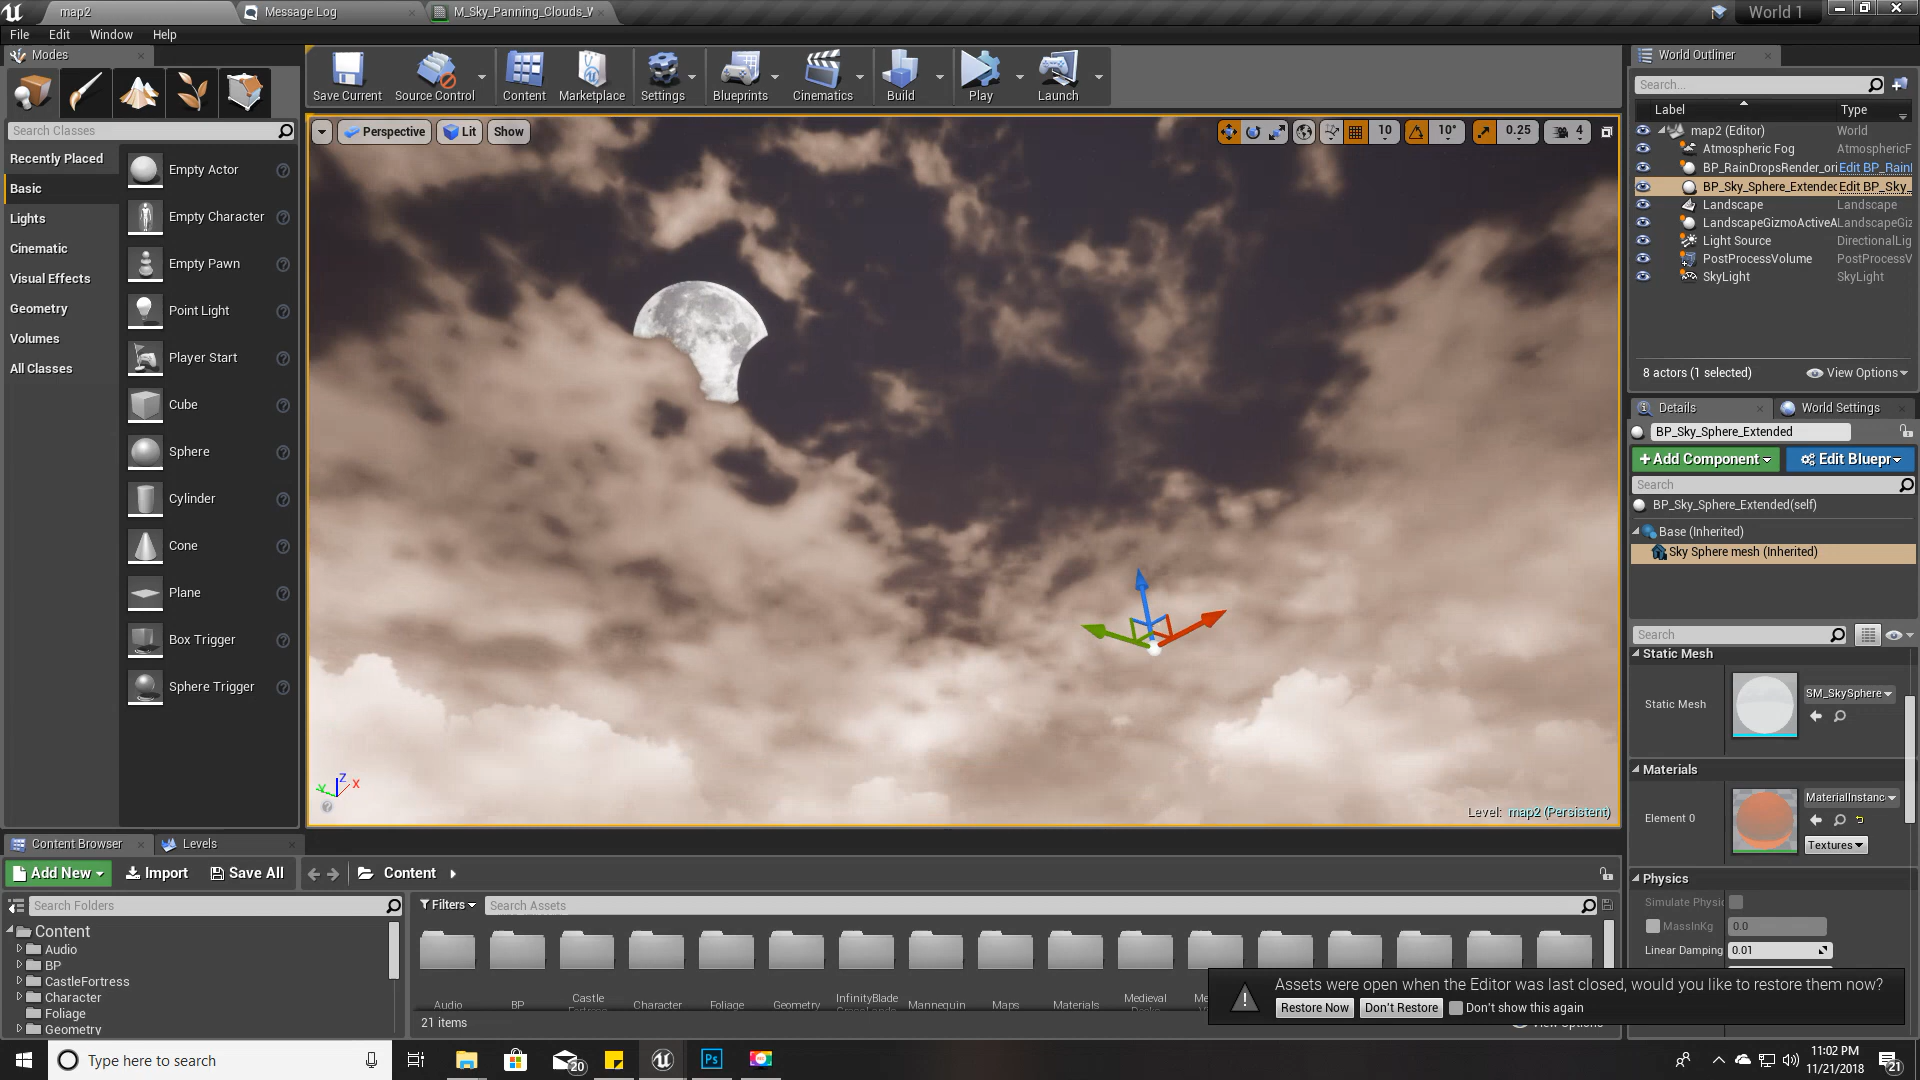 map2
Message Log
M_Sky_Panning_Clouds_W
World 1
File
Edit
Window
Help
Modes
Search Classes
Recently Placed
Basic
Lights
Cinematic
Visual Effects
Geometry
Volumes
All Classes
Empty Actor
Empty Character
Empty Pawn
Point Light
Player Start
Cube
Sphere
Cylinder
Cone
Plane
Box Trigger
Sphere Trigger
Save Current
Source Control
Content
Marketplace
Settings
Blueprints
Cinematics
Build
Play
Launch
Perspective
Lit
Show
10
10°
0.25
4
Z
X
Y
Level: map2 (Persistent)
World Outliner
Search...
Label
Type
map2 (Editor) World
Atmospheric Fog AtmosphericF
BP_RainDropsRender_ori Edit BP_Rain
BP_Sky_Sphere_Extended Edit BP_Sky_
Landscape Landscape
LandscapeGizmoActiveA LandscapeGiz
Light Source DirectionalLig
PostProcessVolume PostProcessV
SkyLight SkyLight
8 actors (1 selected)
View Options
Details
World Settings
BP_Sky_Sphere_Extended
+Add Component
Edit Bluepr
Search
BP_Sky_Sphere_Extended(self)
Base (Inherited)
Sky Sphere mesh (Inherited)
Search
Static Mesh
Static Mesh
SM_SkySphere
Materials
Element 0
MaterialInstanc
Textures
Physics
Simulate Physic
MassInKg
0.0
Linear Damping
0.01
Content Browser
Levels
Add New
Import
Save All
Content
Search Folders
Content
Audio
BP
CastleFortress
Character
Foliage
Geometry
Filters
Search Assets
Audio
BP
Castle
Character
Foliage
Geometry
InfinityBlade
Mannequin
Maps
Materials
Medieval
21 items
View Options
Assets were open when the Editor was last closed, would you like to restore them now?
Restore Now
Don't Restore
Don't show this again
Type here to search
20
Ps
11:02 PM
11/21/2018
21